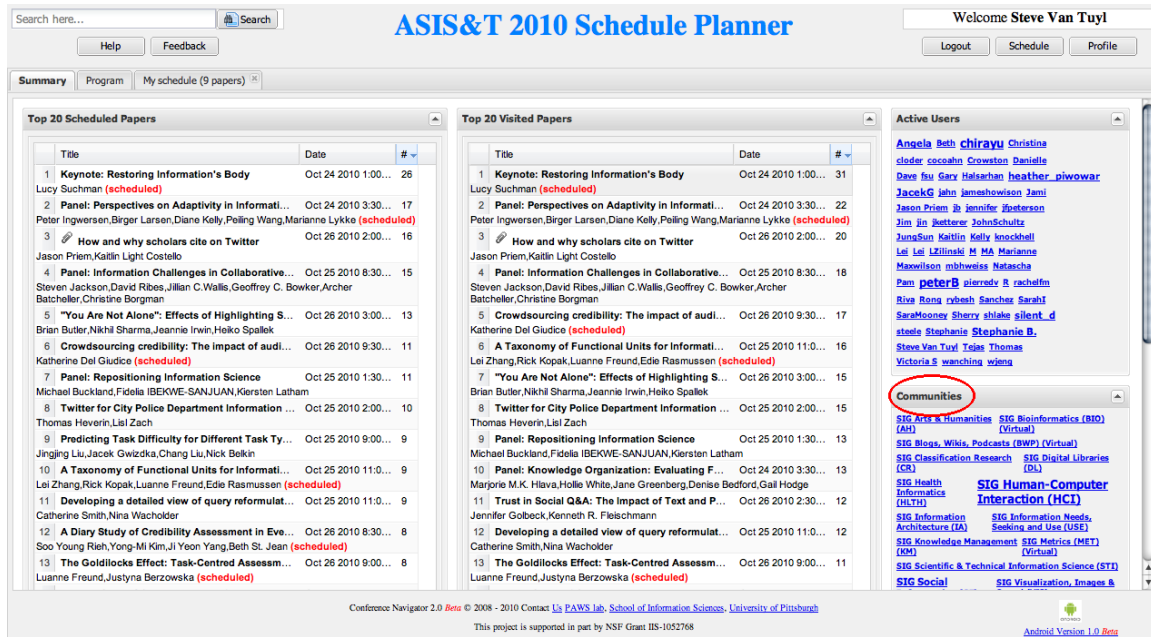 Search here...
Search
ASIS&T 2010 Schedule Planner
Welcome Steve Van Tuyl
Help
Feedback
Logout
Schedule
Profile
Summary
Program
My schedule (9 papers)
Top 20 Scheduled Papers
Title Date #
1 Keynote: Restoring Information's Body Oct 24 2010 1:00... 26
Lucy Suchman (scheduled)
2 Panel: Perspectives on Adaptivity in Informati... Oct 24 2010 3:30... 17
Peter Ingwersen,Birger Larsen,Diane Kelly,Peiling Wang,Marianne Lykke (scheduled)
3 How and why scholars cite on Twitter Oct 26 2010 2:00... 16
Jason Priem,Kaitlin Light Costello
4 Panel: Information Challenges in Collaborative... Oct 25 2010 8:30... 15
Steven Jackson,David Ribes,Jillian C.Wallis,Geoffrey C. Bowker,Archer
Batcheller,Christine Borgman
5 "You Are Not Alone": Effects of Highlighting S... Oct 26 2010 3:00... 13
Brian Butler,Nikhil Sharma,Jeannie Irwin,Heiko Spallek
6 Crowdsourcing credibility: The impact of audi... Oct 26 2010 9:30... 11
Katherine Del Giudice (scheduled)
7 Panel: Repositioning Information Science Oct 25 2010 1:30... 11
Michael Buckland,Fidelia IBEKWE-SANJUAN,Kiersten Latham
8 Twitter for City Police Department Information ... Oct 25 2010 2:00... 10
Thomas Heverin,Lisl Zach
9 Predicting Task Difficulty for Different Task Ty... Oct 25 2010 9:00... 9
Jingjing Liu,Jacek Gwizdka,Chang Liu,Nick Belkin
10 A Taxonomy of Functional Units for Informati... Oct 25 2010 11:0... 9
Lei Zhang,Rick Kopak,Luanne Freund,Edie Rasmussen (scheduled)
11 Developing a detailed view of query reformulat... Oct 25 2010 11:0... 9
Catherine Smith,Nina Wacholder
12 A Diary Study of Credibility Assessment in Eve... Oct 26 2010 8:30... 8
Soo Young Rieh,Yong-Mi Kim,Ji Yeon Yang,Beth St. Jean (scheduled)
13 The Goldilocks Effect: Task-Centred Assessm... Oct 26 2010 9:00... 8
Luanne Freund,Justyna Berzowska (scheduled)
Top 20 Visited Papers
Title Date #
1 Keynote: Restoring Information's Body Oct 24 2010 1:00... 31
Lucy Suchman (scheduled)
2 Panel: Perspectives on Adaptivity in Informati... Oct 24 2010 3:30... 22
Peter Ingwersen,Birger Larsen,Diane Kelly,Peiling Wang,Marianne Lykke (scheduled)
3 How and why scholars cite on Twitter Oct 26 2010 2:00... 20
Jason Priem,Kaitlin Light Costello
4 Panel: Information Challenges in Collaborative... Oct 25 2010 8:30... 18
Steven Jackson,David Ribes,Jillian C.Wallis,Geoffrey C. Bowker,Archer
Batcheller,Christine Borgman
5 Crowdsourcing credibility: The impact of audi... Oct 26 2010 9:30... 17
Katherine Del Giudice (scheduled)
6 A Taxonomy of Functional Units for Informati... Oct 25 2010 11:0... 16
Lei Zhang,Rick Kopak,Luanne Freund,Edie Rasmussen (scheduled)
7 "You Are Not Alone": Effects of Highlighting S... Oct 26 2010 3:00... 15
Brian Butler,Nikhil Sharma,Jeannie Irwin,Heiko Spallek
8 Twitter for City Police Department Information ... Oct 25 2010 2:00... 15
Thomas Heverin,Lisl Zach
9 Panel: Repositioning Information Science Oct 25 2010 1:30... 13
Michael Buckland,Fidelia IBEKWE-SANJUAN,Kiersten Latham
10 Panel: Knowledge Organization: Evaluating F... Oct 24 2010 3:30... 13
Marjorie M.K. Hlava,Hollie White,Jane Greenberg,Denise Bedford,Gail Hodge
11 Trust in Social Q&A: The Impact of Text and P... Oct 26 2010 2:30... 12
Jennifer Golbeck,Kenneth R. Fleischmann
12 Developing a detailed view of query reformulat... Oct 25 2010 11:0... 12
Catherine Smith,Nina Wacholder
13 The Goldilocks Effect: Task-Centred Assessm... Oct 26 2010 9:00... 11
Luanne Freund,Justyna Berzowska (scheduled)
Active Users
Angela Beth chirayu Christina
cloder cocoahn Crowston Danielle
Dave fsu Gary Halsarhan heather_piwowar
JacekG jahn jameshowison Jami
Jason Priem jb jennifer jfpeterson
Jim jin jketterer JohnSchultz
JungSun Kaitlin Kelly knockhell
Lei Lei LZilinski M MA Marianne
Maxwilson mbhweiss Natascha
Pam peterB pierredv R rachelfm
Riva Rong rybesh Sanchez SarahI
SaraMooney Sherry shlake silent_d
steele Stephanie Stephanie B.
Steve Van Tuyl Tejas Thomas
Victoria S wanching wjeng
Communities
SIG Arts & Humanities (AH) SIG Bioinformatics (BIO) (Virtual)
SIG Blogs, Wikis, Podcasts (BWP) (Virtual)
SIG Classification Research (CR) SIG Digital Libraries (DL)
SIG Health Informatics (HLTH) SIG Human-Computer Interaction (HCI)
SIG Information Architecture (IA) SIG Information Needs, Seeking and Use (USE)
SIG Knowledge Management (KM) SIG Metrics (MET) (Virtual)
SIG Scientific & Technical Information Science (STI)
SIG Social SIG Visualization, Images &
Conference Navigator 2.0 Beta © 2008 - 2010 Contact Us PAWS lab, School of Information Sciences, University of Pittsburgh
This project is supported in part by NSF Grant IIS-1052768
Android Version 1.0 Beta